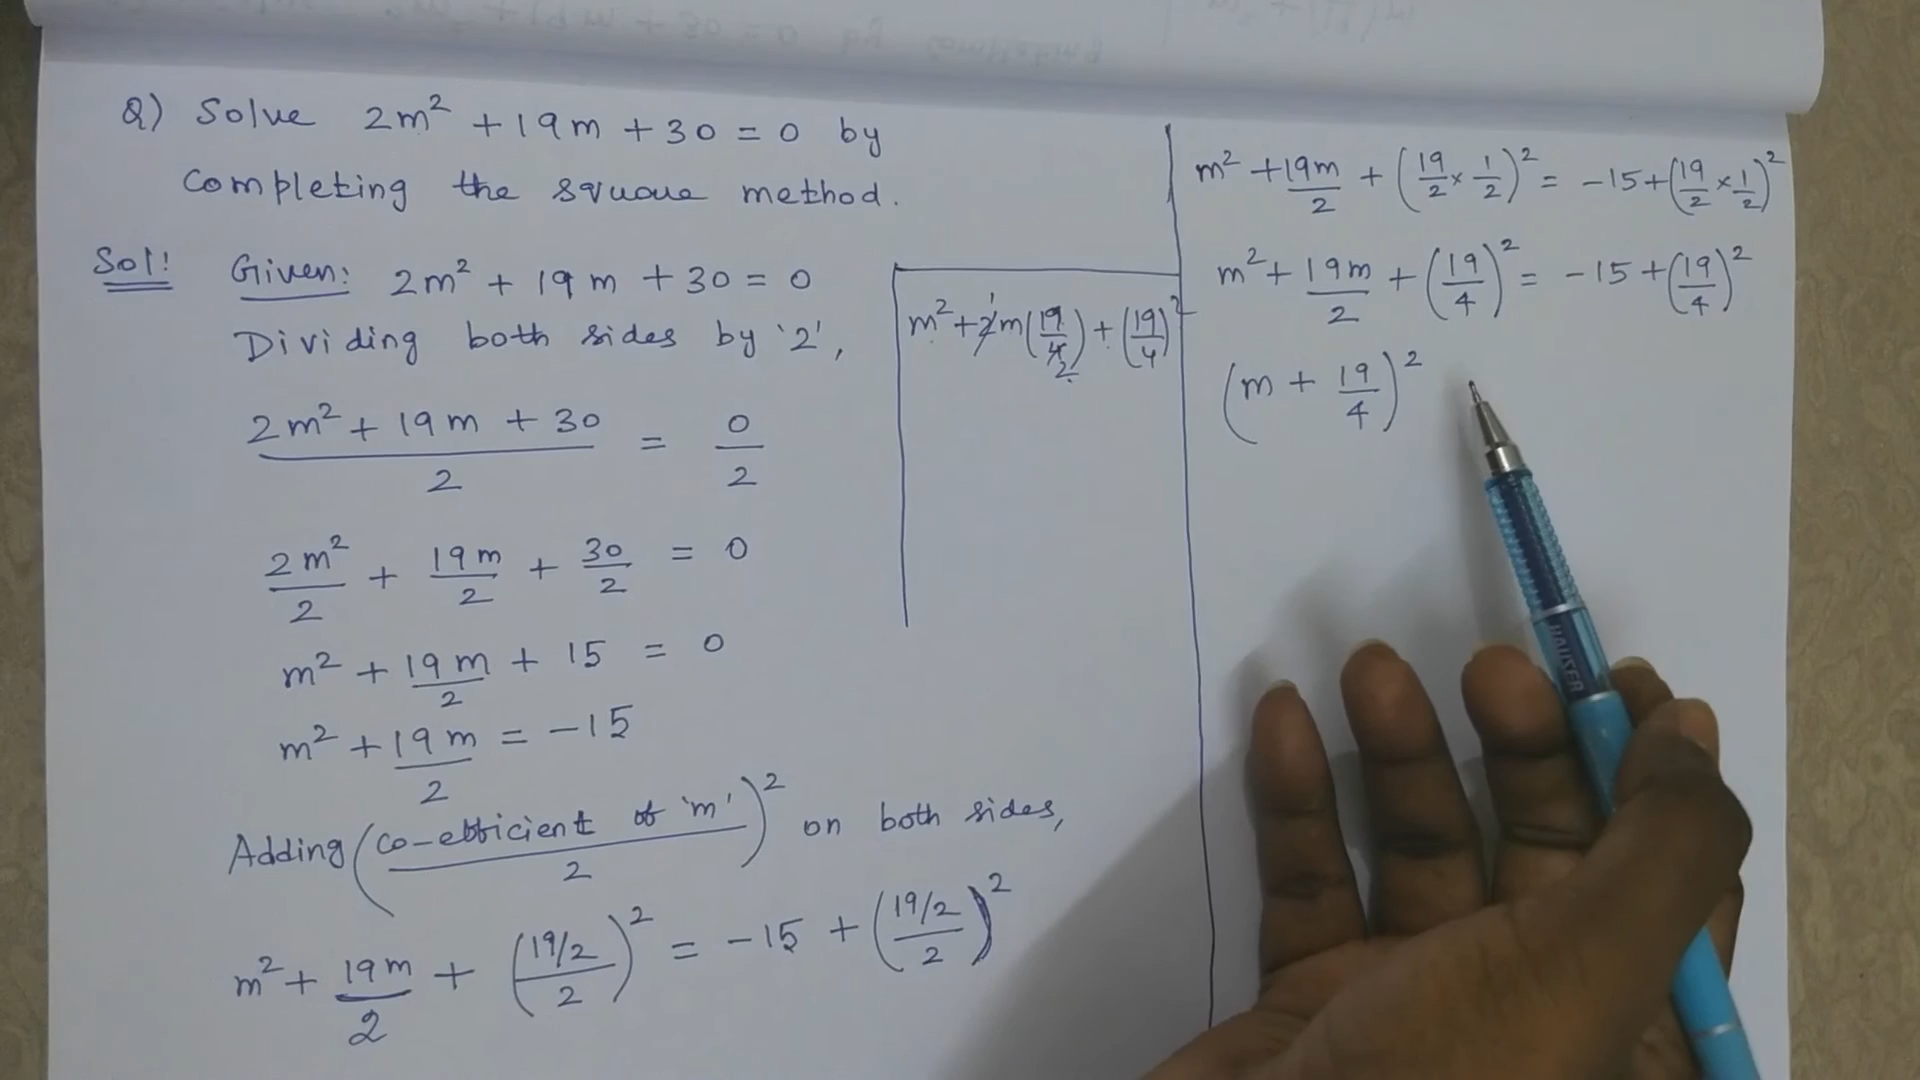 Q) Solve 2m² + 19m + 30 = 0 by
completing the square method.
Sol: Given: 2m² + 19m + 30 = 0
Dividing both sides by '2',
(2m² + 19m + 30)/2 = 0/2
2m²/2 + 19m/2 + 30/2 = 0
m² + 19m/2 + 15 = 0
m² + 19m/2 = -15
Adding (co-efficient of 'm'/2)² on both sides,
m² + 19m/2 + ((19/2)/2)² = -15 + ((19/2)/2)²
m² + 2m(19/4) + (19/4)²
1
2
m² + 19m/2 + (19/2 × 1/2)² = -15 + (19/2 × 1/2)²
m² + 19m/2 + (19/4)² = -15 + (19/4)²
(m + 19/4)²
HAUSER